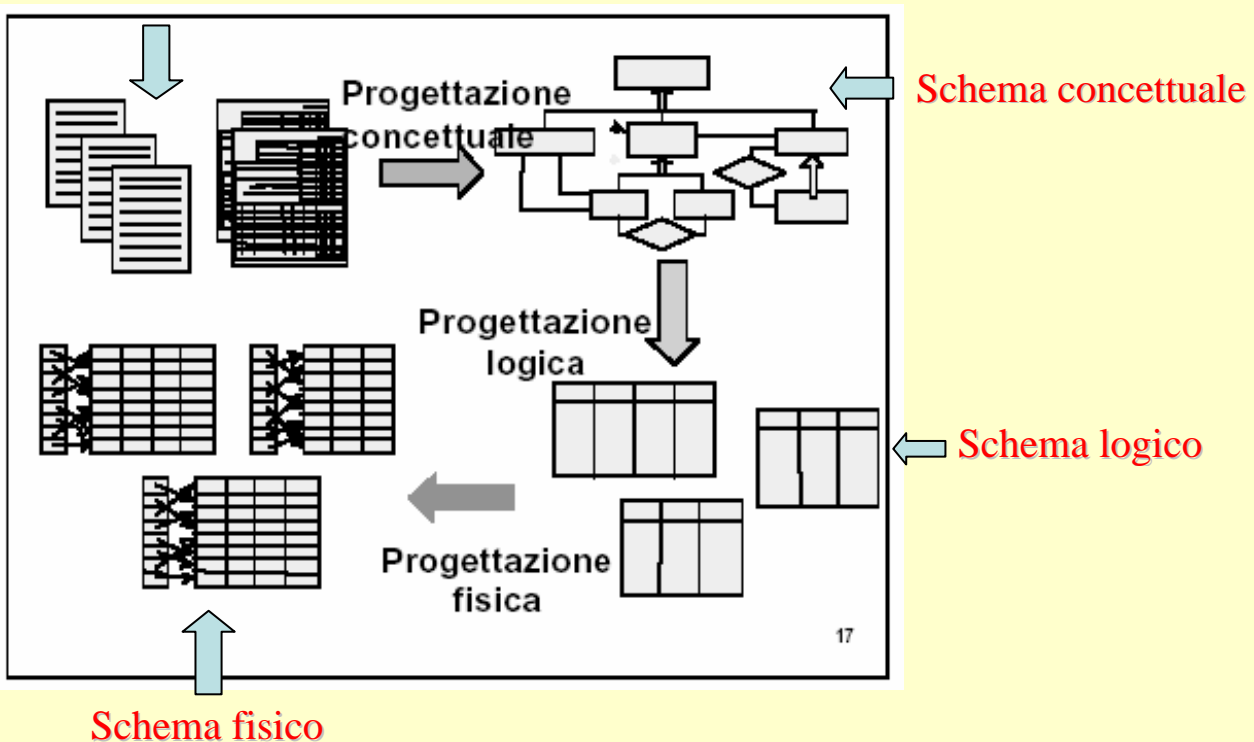 Progettazione
concettuale
Schema concettuale
Progettazione
logica
Schema logico
Progettazione
fisica
17
Schema fisico